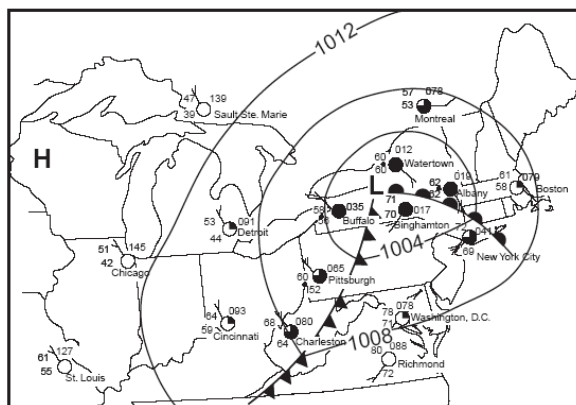 1012
47 139
39
Sault Ste. Marie
57 078
53
Montreal
H
60 012
60
Watertown
L
62 019
62
Albany
61 079
58
Boston
71
70 017
Binghamton
58 035
Buffalo
53 091
44
Detroit
72 041
69
New York City
1004
51 145
42
Chicago
60 065
52
Pittsburgh
64 093
59
Cincinnati
68 080
64
Charleston
1008
78 078
71
Washington, D.C.
80 088
72
Richmond
61 127
55
St. Louis